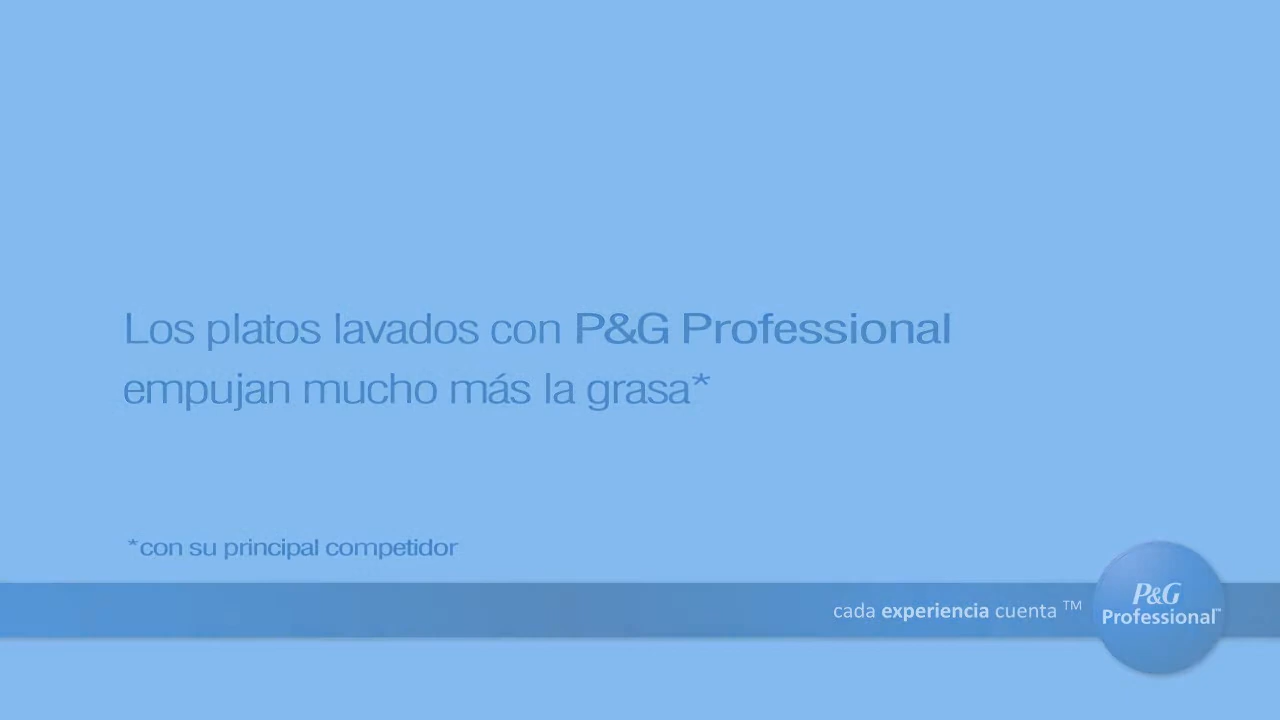 Los platos lavados con P&G Professional
empujan mucho más la grasa*
*con su principal competidor
cada experiencia cuenta ™
P&G
Professional™